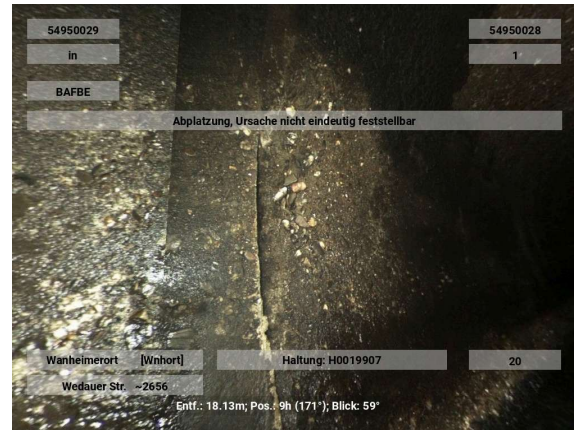 54950029
54950028
in
1
BAFBE
Abplatzung, Ursache nicht eindeutig feststellbar
Wanheimerort [Wnhort]
Haltung: H0019907
20
Wedauer Str. ~2656
Entf.: 18.13m; Pos.: 9h (171°); Blick: 59°